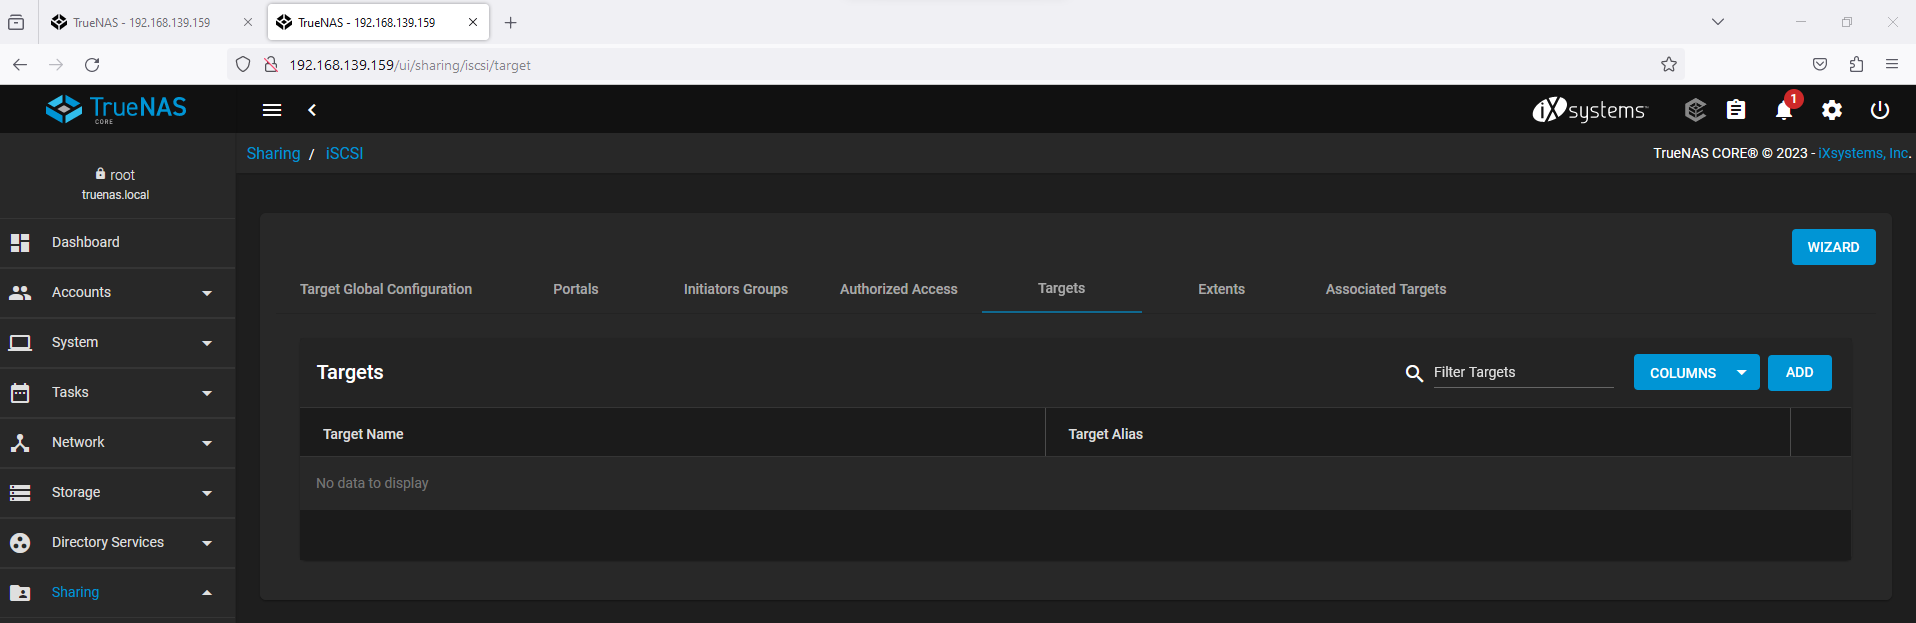 TrueNAS - 192.168.139.159
TrueNAS - 192.168.139.159
192.168.139.159/ui/sharing/iscsi/target
TrueNAS
CORE
iXsystems
1
Sharing / iSCSI
TrueNAS CORE® © 2023 - iXsystems, Inc.
root
truenas.local
Dashboard
Accounts
System
Tasks
Network
Storage
Directory Services
Sharing
WIZARD
Target Global Configuration
Portals
Initiators Groups
Authorized Access
Targets
Extents
Associated Targets
Targets
Filter Targets
COLUMNS
ADD
Target Name
Target Alias
No data to display